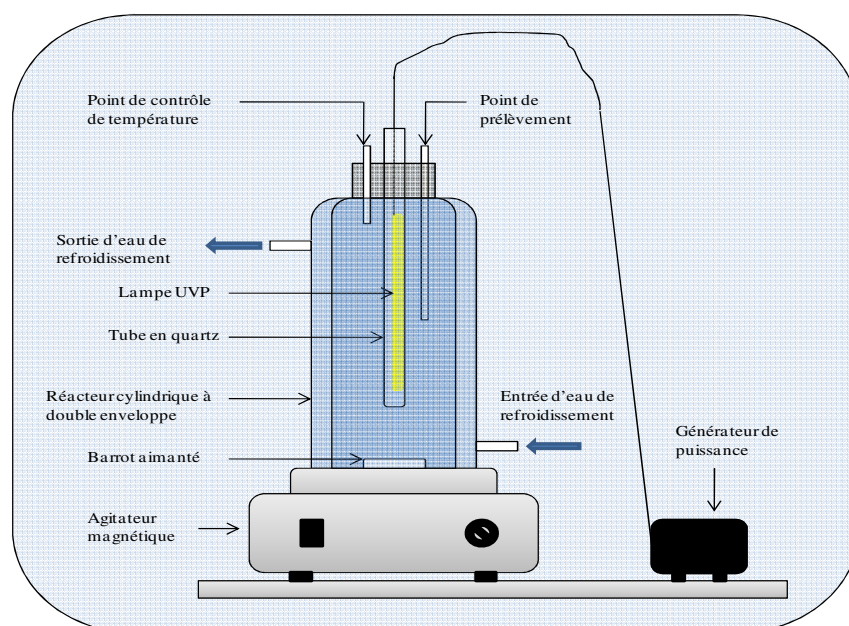 Point de contrôle
de température
Point de
prélèvement
Sortie d'eau de
refroidissement
Lampe UVP
Tube en quartz
Réacteur cylindrique à
double enveloppe
Entrée d'eau de
refroidissement
Générateur de
puissance
Barrot aimanté
Agitateur
magnétique